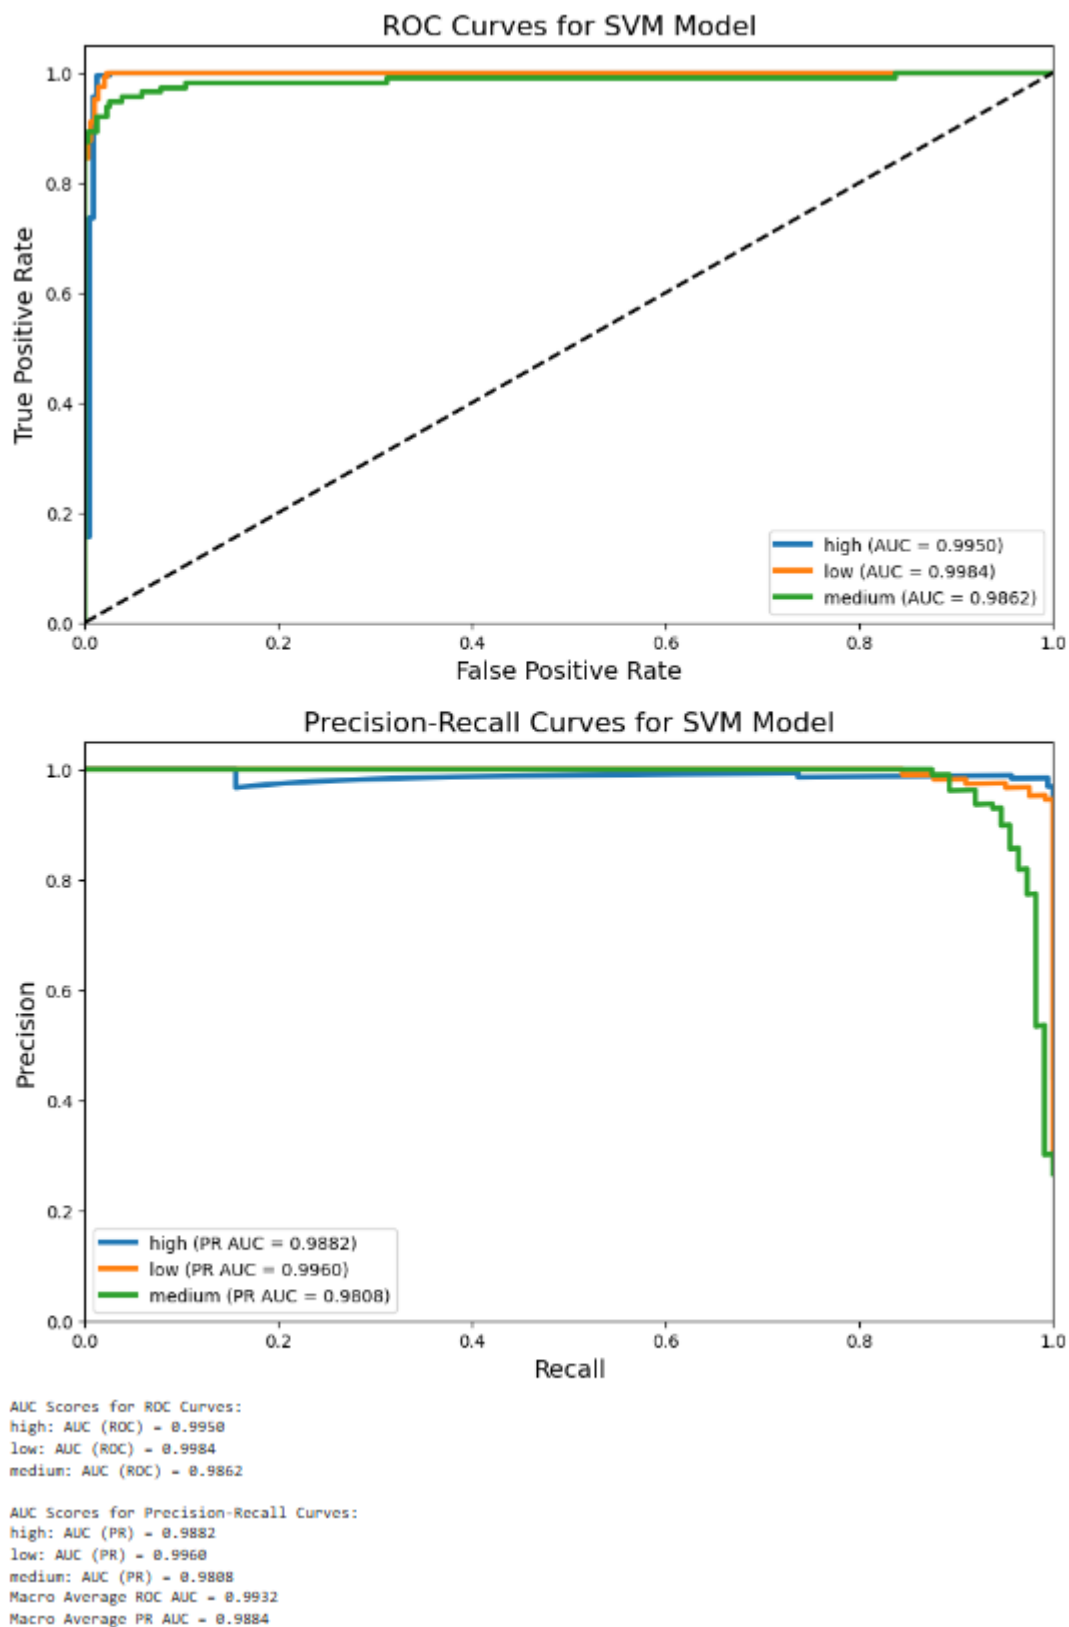 ROC Curves for SVM Model
1.0
0.8
0.6
0.4
0.2
0.0
True Positive Rate
high (AUC = 0.9950)
low (AUC = 0.9984)
medium (AUC = 0.9862)
0.0 0.2 0.4 0.6 0.8 1.0
False Positive Rate
Precision-Recall Curves for SVM Model
1.0
0.8
0.6
0.4
0.2
0.0
Precision
high (PR AUC = 0.9882)
low (PR AUC = 0.9960)
medium (PR AUC = 0.9808)
0.0 0.2 0.4 0.6 0.8 1.0
Recall
AUC Scores for ROC Curves:
high: AUC (ROC) = 0.9950
low: AUC (ROC) = 0.9984
medium: AUC (ROC) = 0.9862
AUC Scores for Precision-Recall Curves:
high: AUC (PR) = 0.9882
low: AUC (PR) = 0.9960
medium: AUC (PR) = 0.9808
Macro Average ROC AUC = 0.9932
Macro Average PR AUC = 0.9884